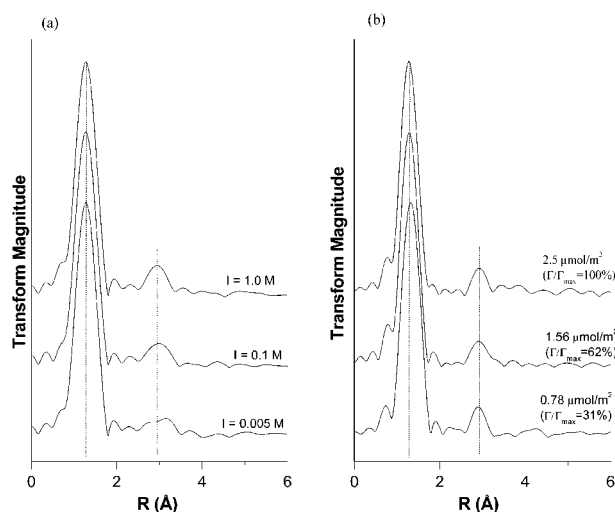 (a)
Transform Magnitude
I = 1.0 M
I = 0.1 M
I = 0.005 M
0 2 4 6
R (Å)
(b)
Transform Magnitude
2.5 μmol/m²
(Γ/Γmax=100%)
1.56 μmol/m²
(Γ/Γmax=62%)
0.78 μmol/m²
(Γ/Γmax=31%)
0 2 4 6
R (Å)